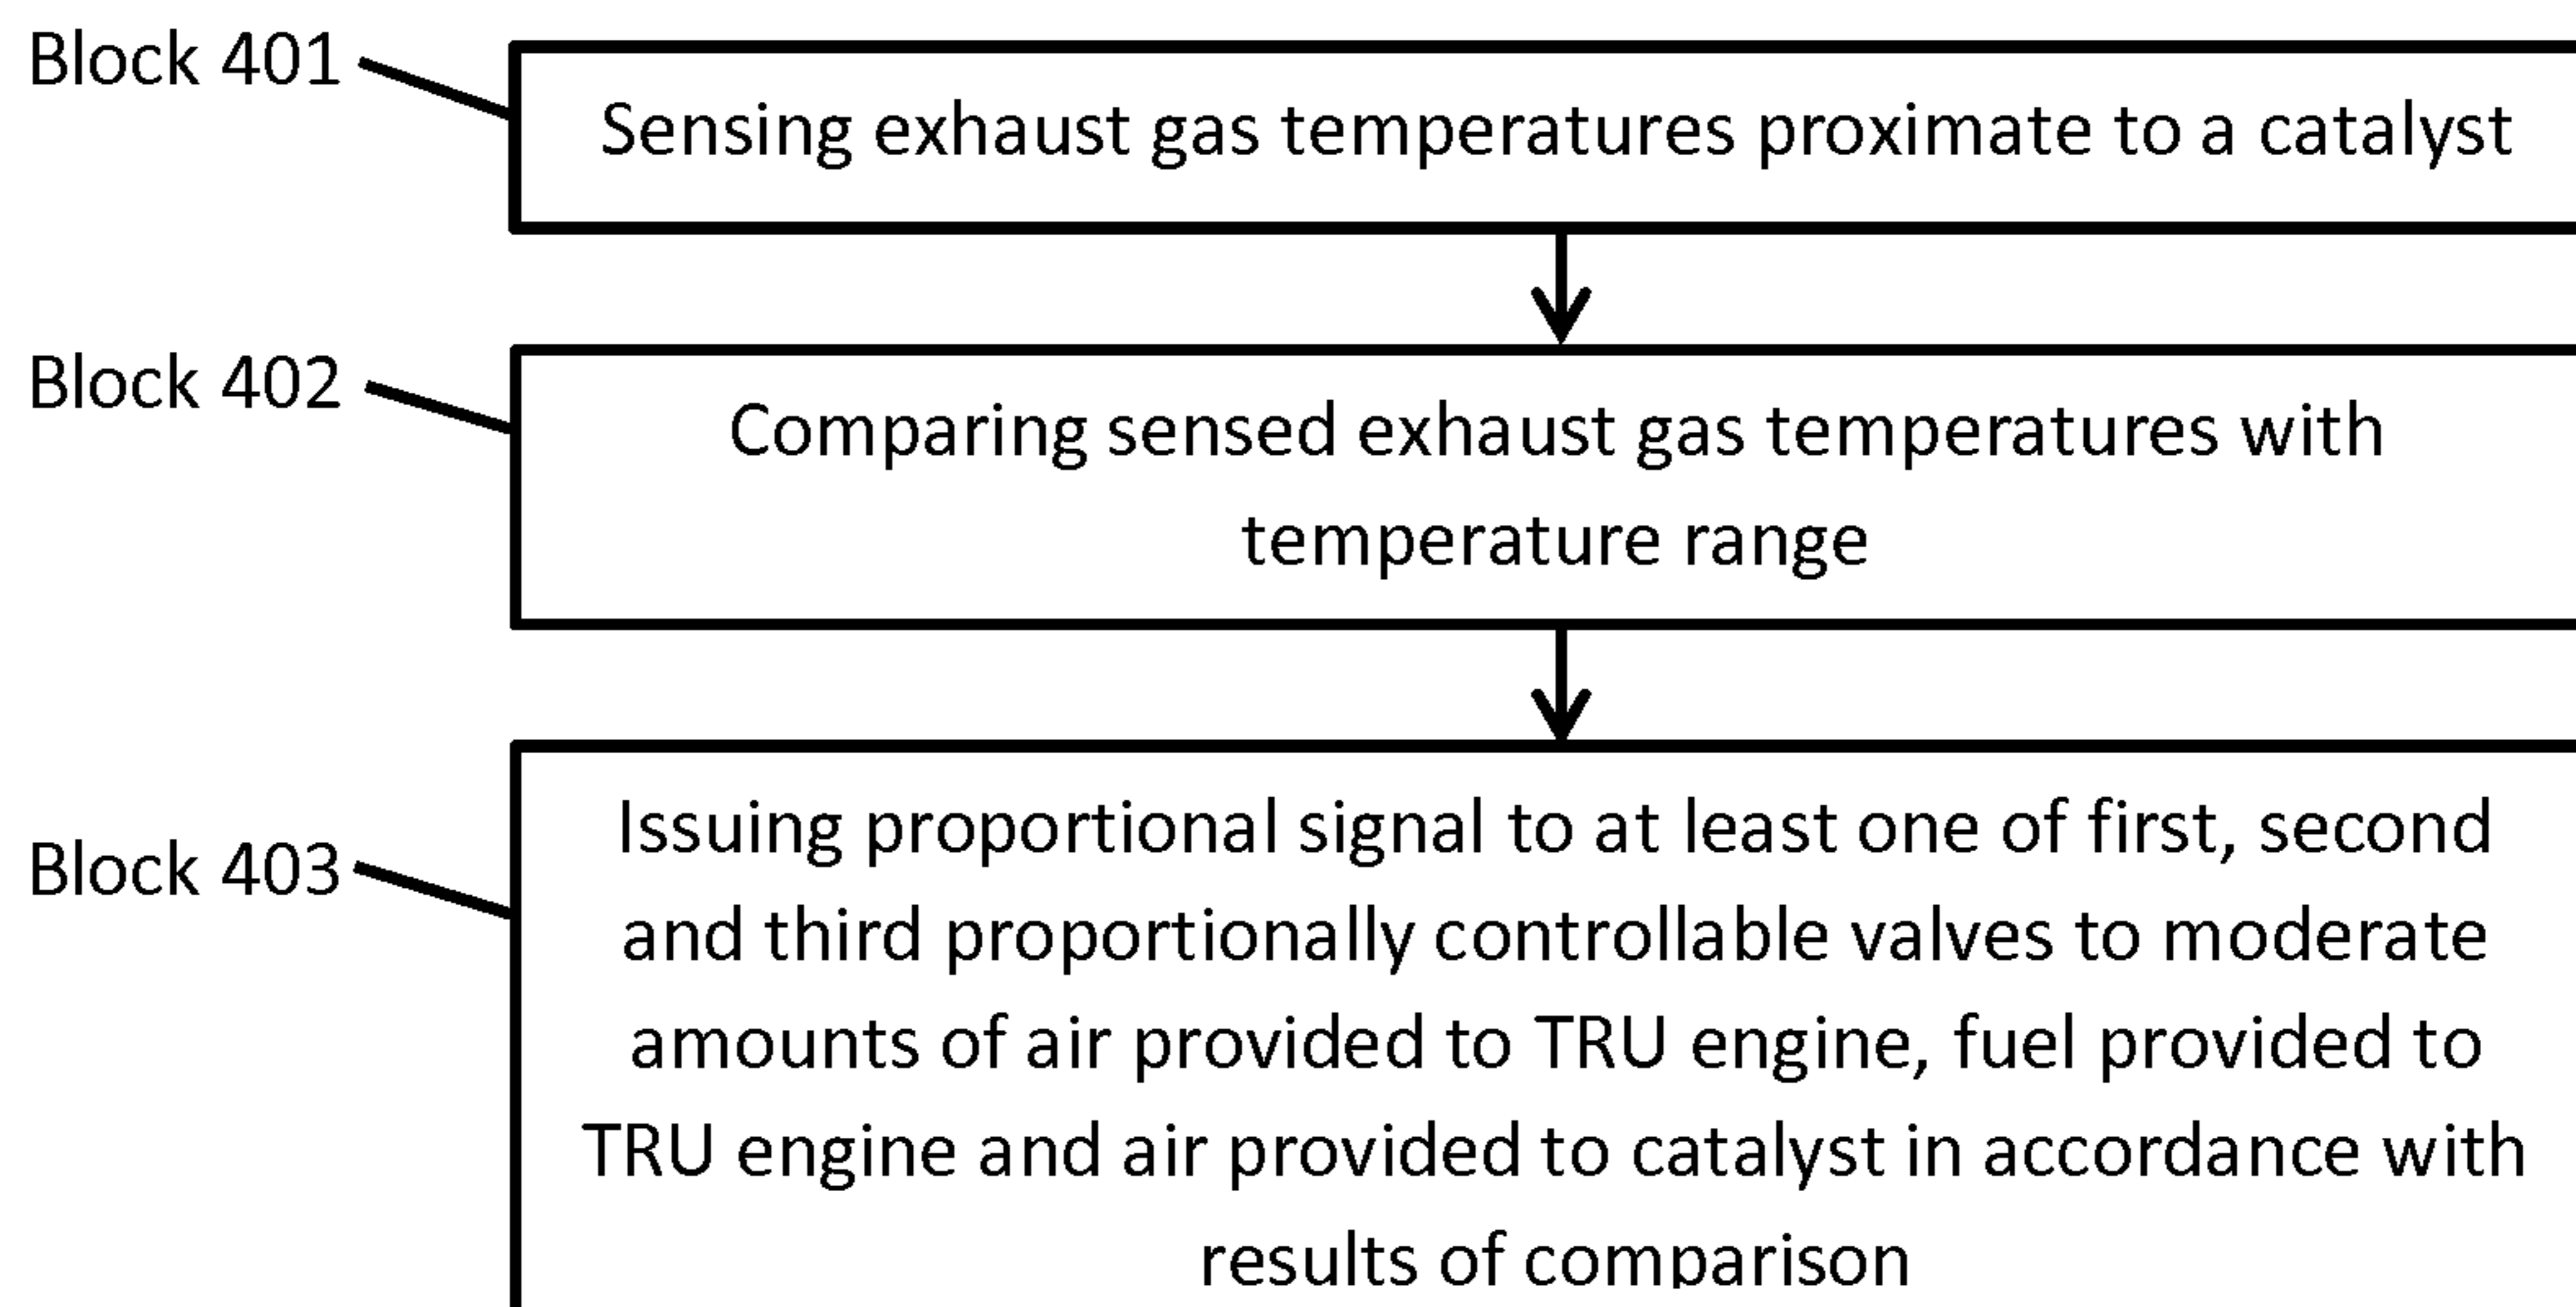 Block 401
Sensing exhaust gas temperatures proximate to a catalyst
Block 402
Comparing sensed exhaust gas temperatures with
temperature range
Block 403
Issuing proportional signal to at least one of first, second
and third proportionally controllable valves to moderate
amounts of air provided to TRU engine, fuel provided to
TRU engine and air provided to catalyst in accordance with
results of comparison